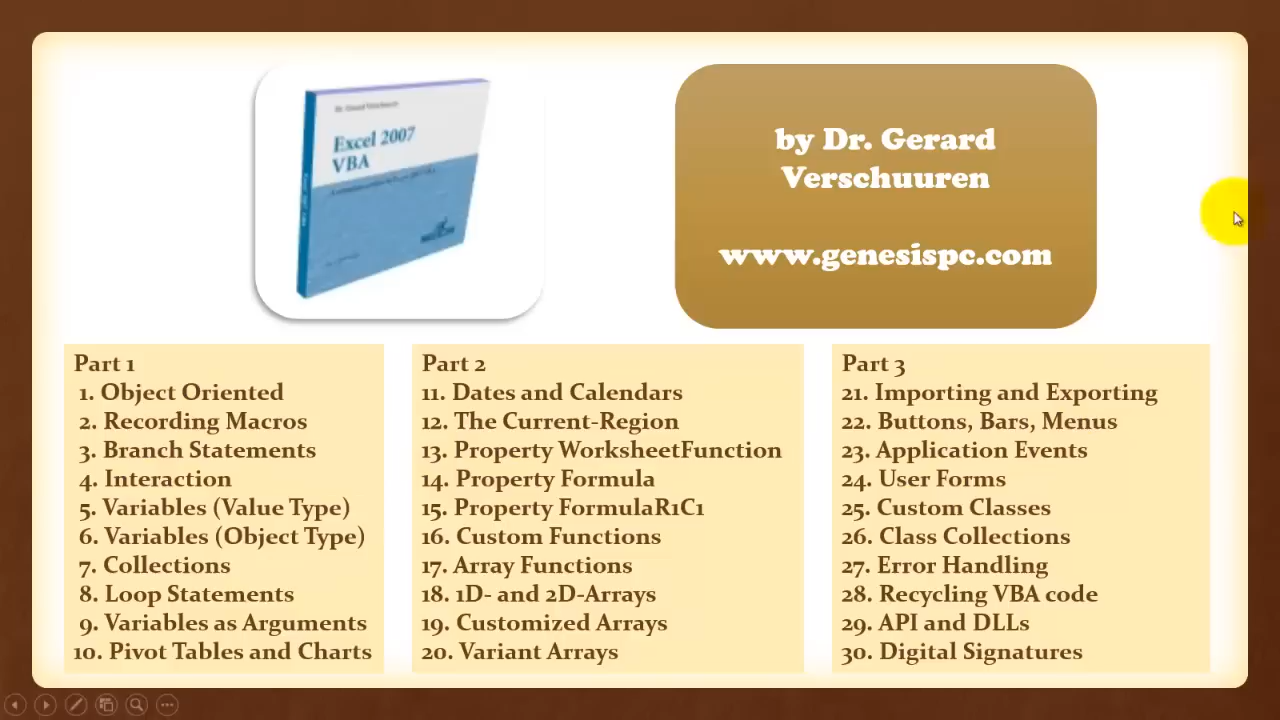 Excel 2007
VBA
by Dr. Gerard
Verschuuren
www.genesispc.com
Part 1
1. Object Oriented
2. Recording Macros
3. Branch Statements
4. Interaction
5. Variables (Value Type)
6. Variables (Object Type)
7. Collections
8. Loop Statements
9. Variables as Arguments
10. Pivot Tables and Charts
Part 2
11. Dates and Calendars
12. The Current-Region
13. Property WorksheetFunction
14. Property Formula
15. Property FormulaR1C1
16. Custom Functions
17. Array Functions
18. 1D- and 2D-Arrays
19. Customized Arrays
20. Variant Arrays
Part 3
21. Importing and Exporting
22. Buttons, Bars, Menus
23. Application Events
24. User Forms
25. Custom Classes
26. Class Collections
27. Error Handling
28. Recycling VBA code
29. API and DLLs
30. Digital Signatures